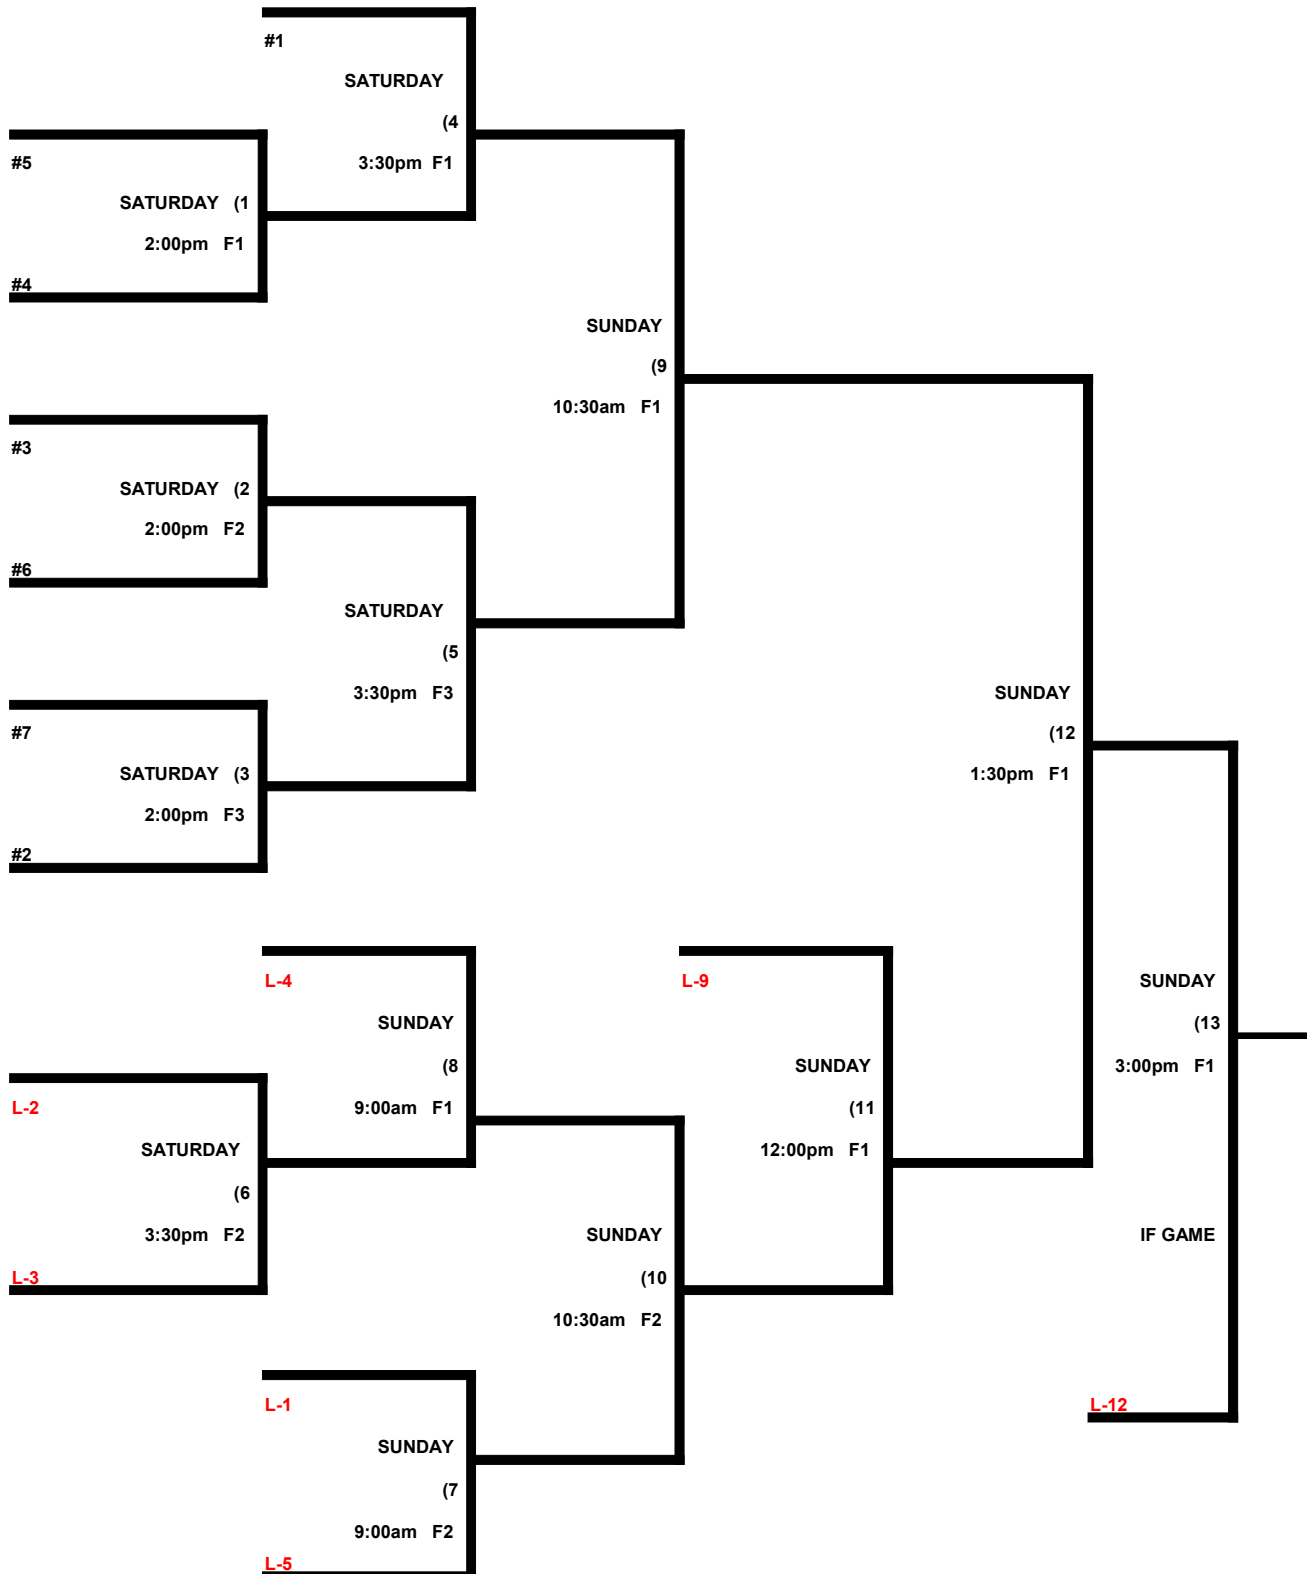 #1
SATURDAY
(4
3:30pm F1
#5
SATURDAY (1
2:00pm F1
#4
SUNDAY
(9
10:30am F1
#3
SATURDAY (2
2:00pm F2
#6
SATURDAY
(5
3:30pm F3
#7
SATURDAY (3
2:00pm F3
#2
SUNDAY
(12
1:30pm F1
L-4
SUNDAY
(8
9:00am F1
L-2
SATURDAY
(6
3:30pm F2
L-3
L-9
SUNDAY
(11
12:00pm F1
SUNDAY
(10
10:30am F2
L-1
SUNDAY
(7
9:00am F2
L-5
SUNDAY
(13
3:00pm F1
IF GAME
L-12